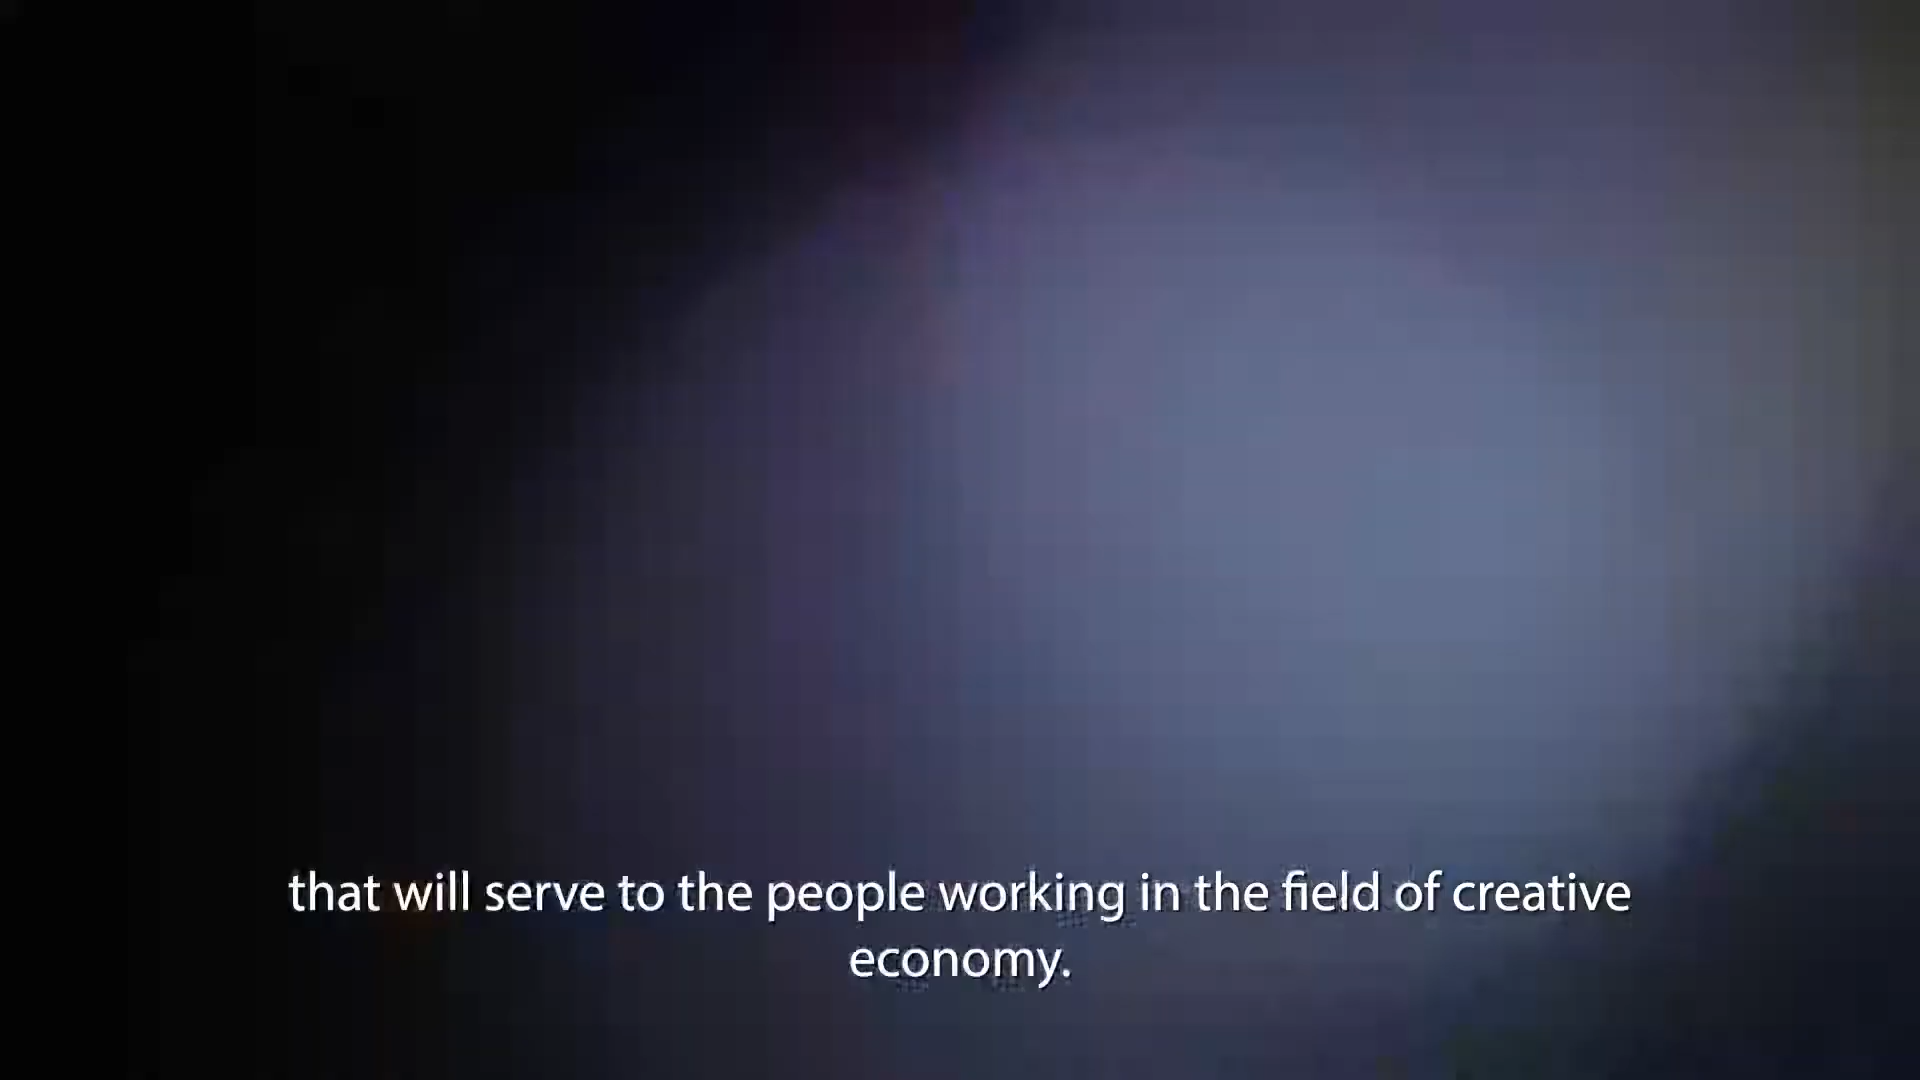 that will serve to the people working in the field of creative
economy.